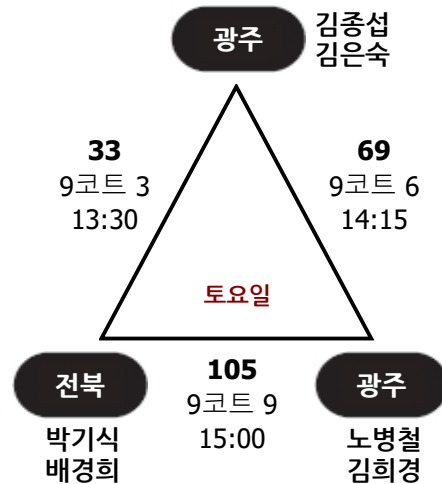 광주
김종섭
김은숙
33
9코트 3
13:30
69
9코트 6
14:15
토요일
전북
박기식
배경희
105
9코트 9
15:00
광주
노병철
김희경